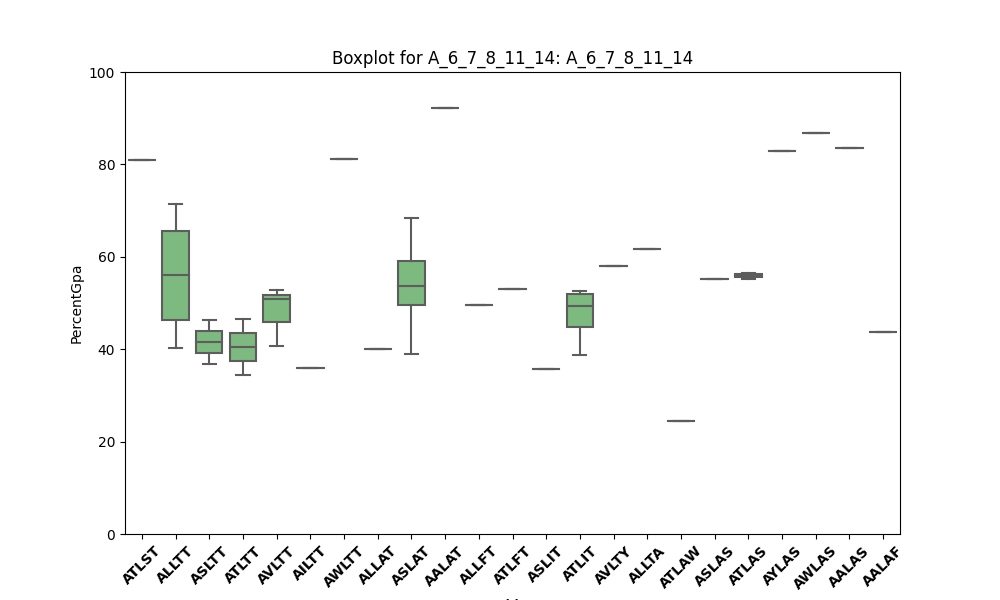 Boxplot for A_6_7_8_11_14: A_6_7_8_11_14
100
80
60
40
20
0
PercentGpa
ATLST ALLTT ASLTT ATLTT AVLTT AILTT AWLTT ALLAT ASLAT AALAT ALLFT ATLFT ASLIT ATLIT AVLTY ALLTA ATLAW ASLAS ATLAS AYLAS AWLAS AALAS AALAF